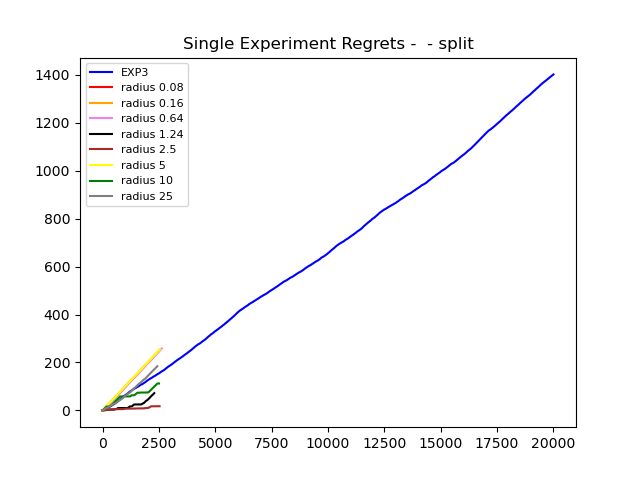 Single Experiment Regrets -  - split
EXP3
radius 0.08
radius 0.16
radius 0.64
radius 1.24
radius 2.5
radius 5
radius 10
radius 25
1400
1200
1000
800
600
400
200
0
0 2500 5000 7500 10000 12500 15000 17500 20000